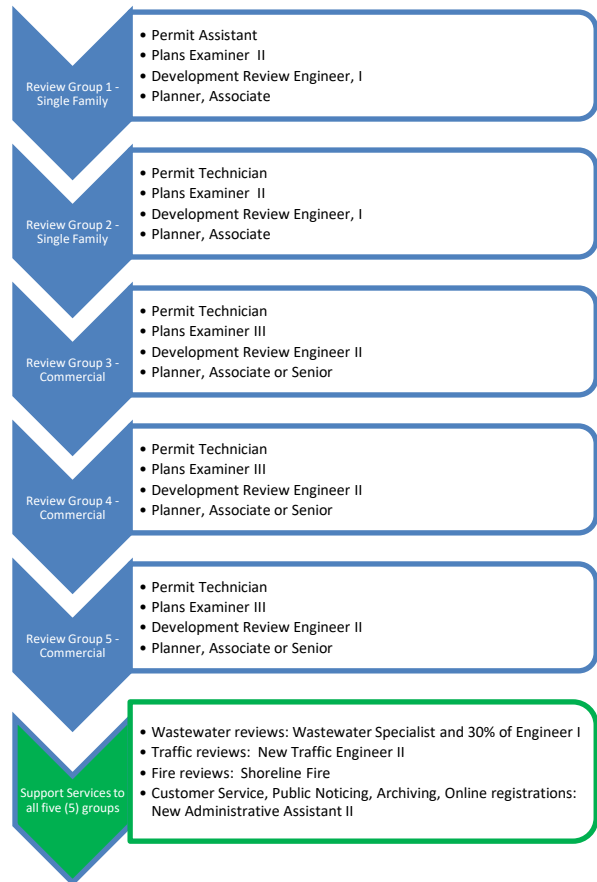 Review Group 1 -
Single Family
• Permit Assistant
• Plans Examiner II
• Development Review Engineer, I
• Planner, Associate
Review Group 2 -
Single Family
• Permit Technician
• Plans Examiner II
• Development Review Engineer, I
• Planner, Associate
Review Group 3 -
Commercial
• Permit Technician
• Plans Examiner III
• Development Review Engineer II
• Planner, Associate or Senior
Review Group 4 -
Commercial
• Permit Technician
• Plans Examiner III
• Development Review Engineer II
• Planner, Associate or Senior
Review Group 5 -
Commercial
• Permit Technician
• Plans Examiner III
• Development Review Engineer II
• Planner, Associate or Senior
Support Services to
all five (5) groups
• Wastewater reviews: Wastewater Specialist and 30% of Engineer I
• Traffic reviews: New Traffic Engineer II
• Fire reviews: Shoreline Fire
• Customer Service, Public Noticing, Archiving, Online registrations:
New Administrative Assistant II